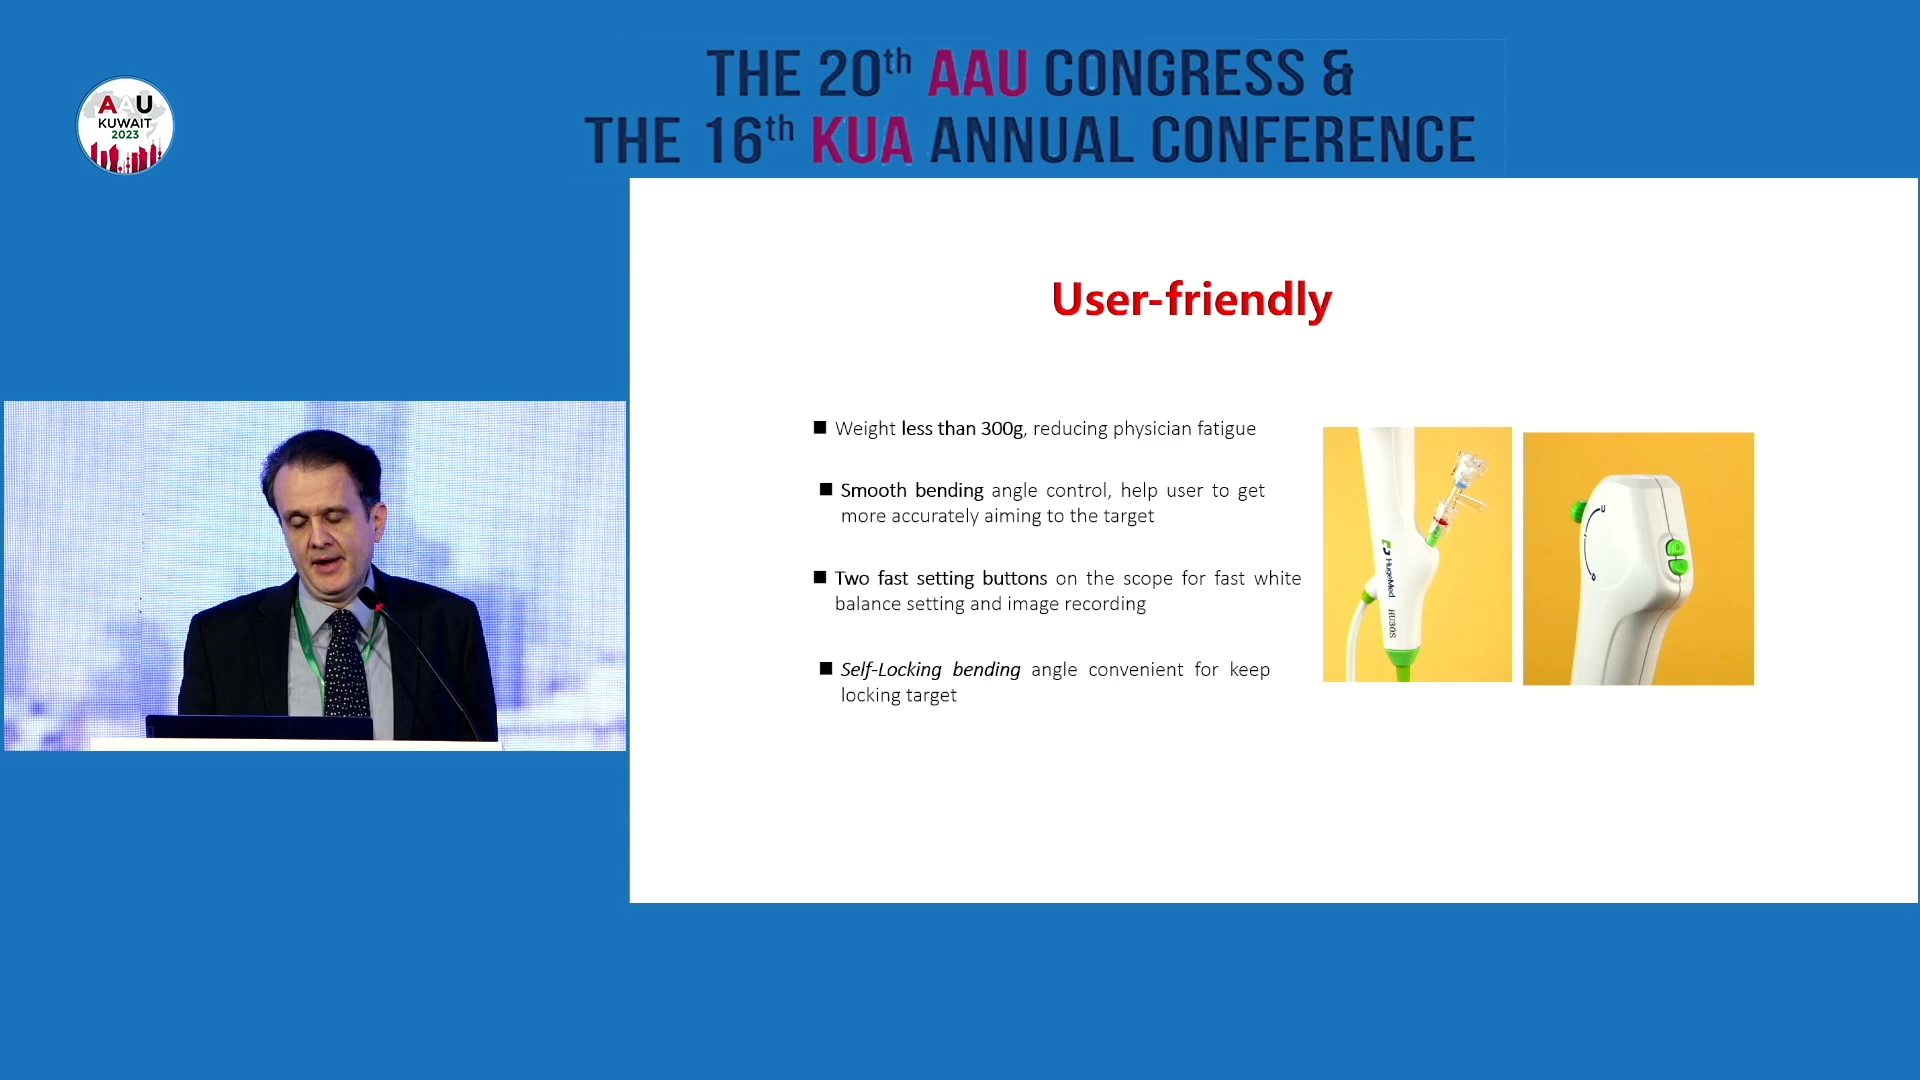 THE 20th AAU CONGRESS &
THE 16th KUA ANNUAL CONFERENCE
AAU
KUWAIT
2023
User-friendly
■ Weight less than 300g, reducing physician fatigue
■ Smooth bending angle control, help user to get
more accurately aiming to the target
■ Two fast setting buttons on the scope for fast white
balance setting and image recording
■ Self-Locking bending angle convenient for keep
locking target
HugeMed
HU30S